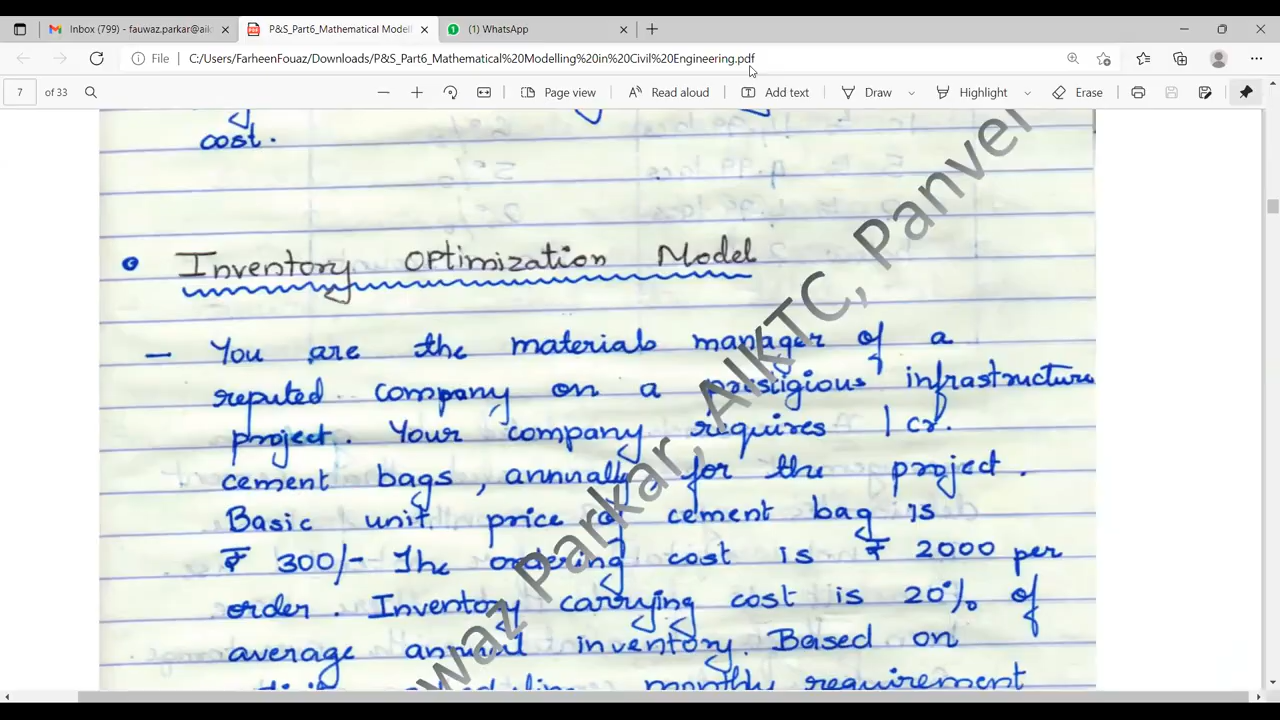 Inbox (799) - fauwaz.parkar@aik
P&S_Part6_Mathematical Modell
(1) WhatsApp
File
C:/Users/FarheenFouaz/Downloads/P&S_Part6_Mathematical%20Modelling%20in%20Civil%20Engineering.pdf
7 of 33
Page view
Read aloud
Add text
Draw
Highlight
Erase
cost.
Inventory Optimization Model
— You are the materials manager of a
reputed company on a prestigious infrastructure
project. Your company requires 1 cr.
cement bags, annually, for the project.
Basic unit price of cement bag is
₹ 300/- The ordering cost is ₹ 2000 per
order. Inventory carrying cost is 20% of
average annual inventory. Based on
monthly requirement
waz Parkar, AIKTC, Panvel